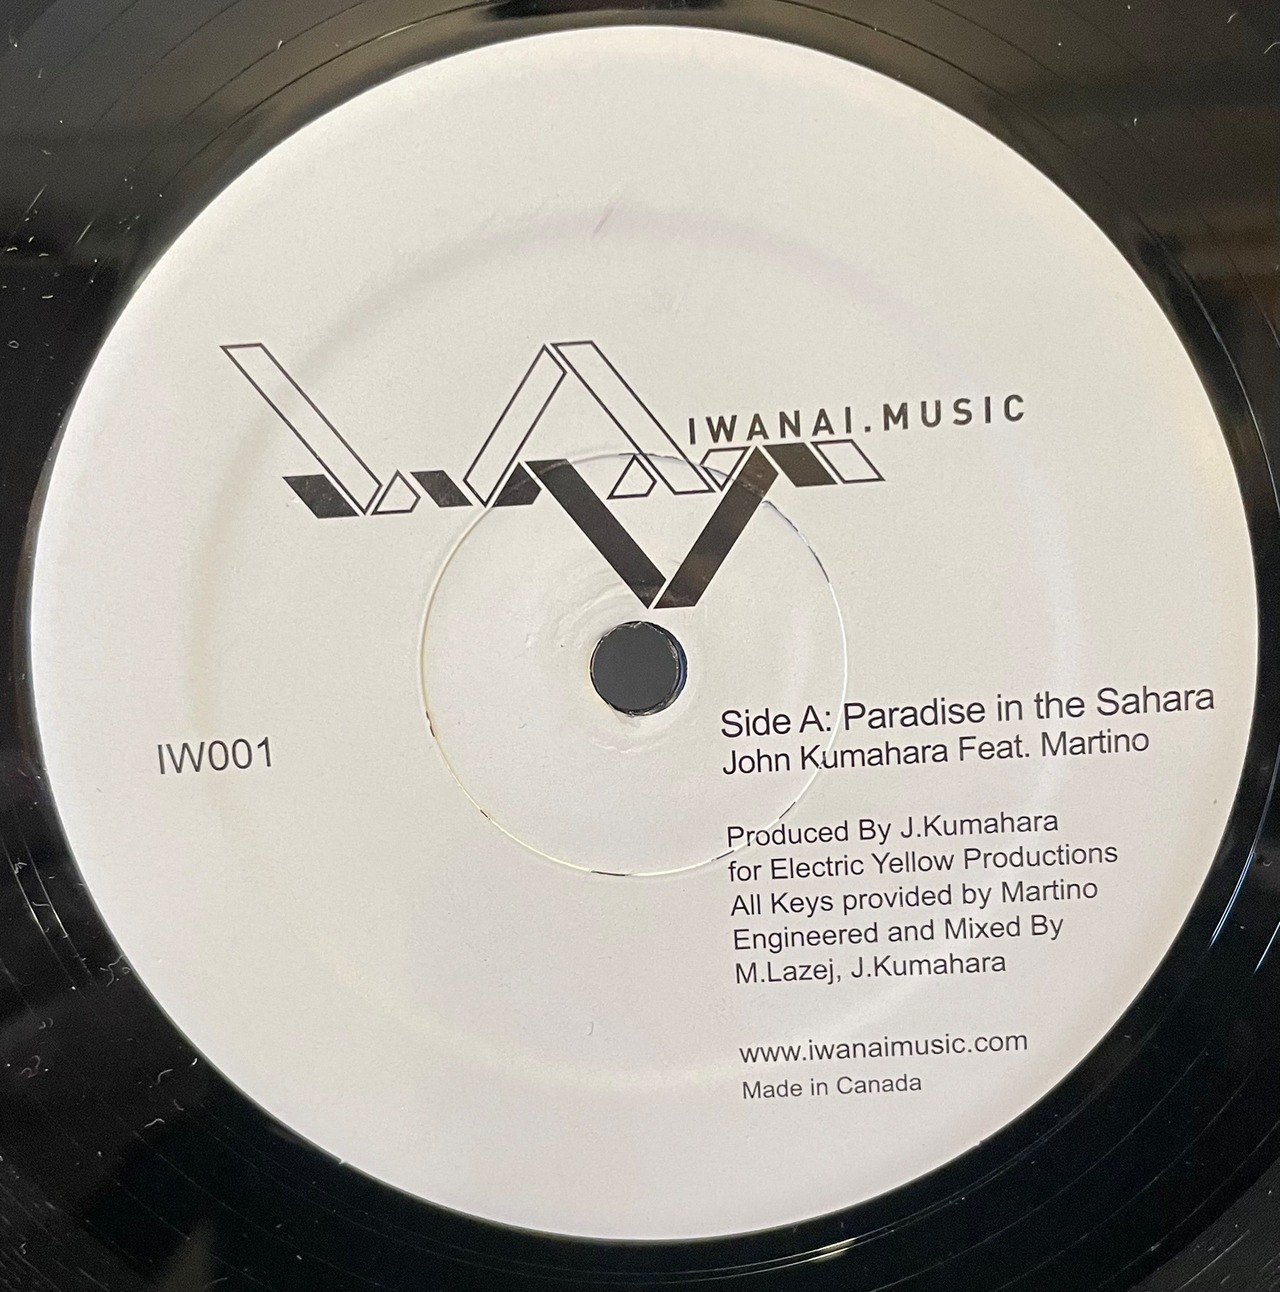 IWANAI.MUSIC
IW001
Side A: Paradise in the Sahara
John Kumahara Feat. Martino
Produced By J.Kumahara
for Electric Yellow Productions
All Keys provided by Martino
Engineered and Mixed By
M.Lazej, J.Kumahara
www.iwanaimusic.com
Made in Canada